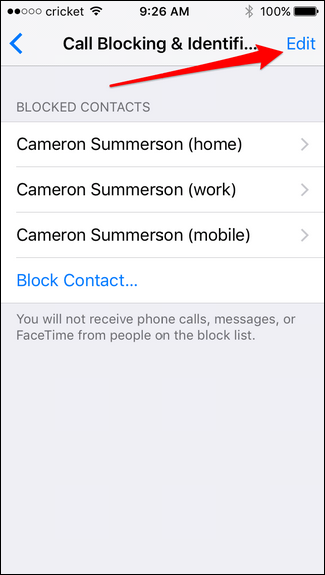 cricket 9:26 AM 100%
Call Blocking & Identifi... Edit
BLOCKED CONTACTS
Cameron Summerson (home)
Cameron Summerson (work)
Cameron Summerson (mobile)
Block Contact...
You will not receive phone calls, messages, or
FaceTime from people on the block list.